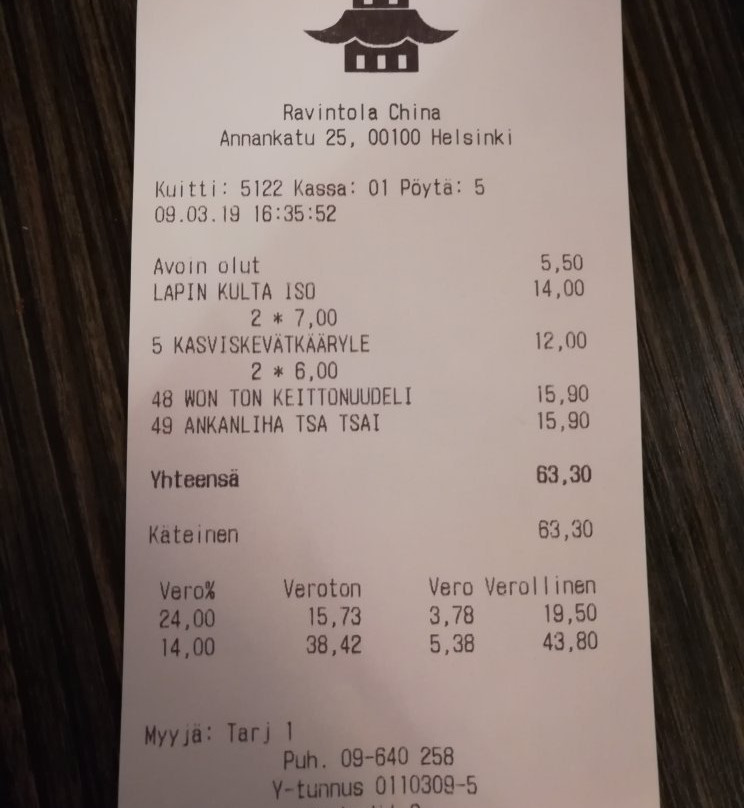 Ravintola China
Annankatu 25, 00100 Helsinki
Kuitti: 5122 Kassa: 01 Pöytä: 5
09.03.19 16:35:52
Avoin olut 5,50
LAPIN KULTA ISO 14,00
2 * 7,00
5 KASVISKEVÄTKÄÄRYLE 12,00
2 * 6,00
48 WON TON KEITTONUUDELI 15,90
49 ANKANLIHA TSA TSAI 15,90
Yhteensä 63,30
Käteinen 63,30
Vero% Veroton Vero Verollinen
24,00 15,73 3,78 19,50
14,00 38,42 5,38 43,80
Myyjä: Tarj 1
Puh. 09-640 258
Y-tunnus 0110309-5